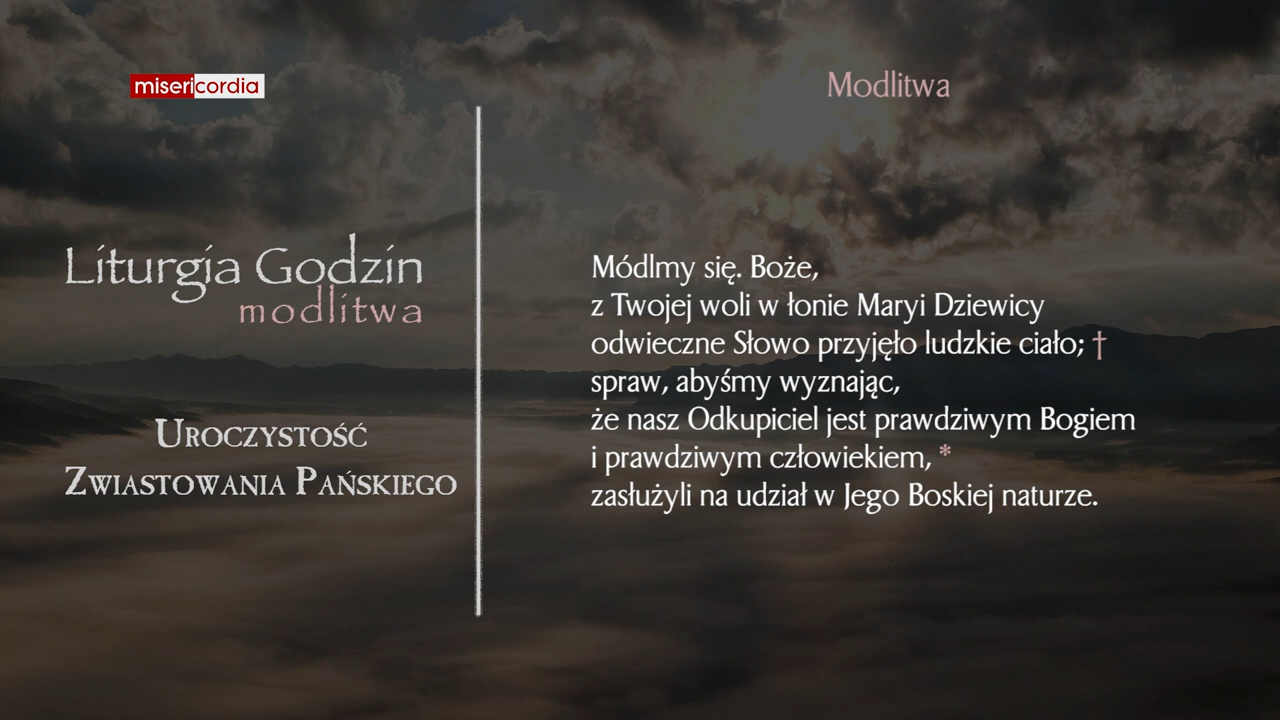 misericordia
Modlitwa
Liturgia Godzin
modlitwa
Uroczystość
Zwiastowania Pańskiego
Módlmy się. Boże,
z Twojej woli w łonie Maryi Dziewicy
odwieczne Słowo przyjęło ludzkie ciało; †
spraw, abyśmy wyznając,
że nasz Odkupiciel jest prawdziwym Bogiem
i prawdziwym człowiekiem, *
zasłużyli na udział w Jego Boskiej naturze.